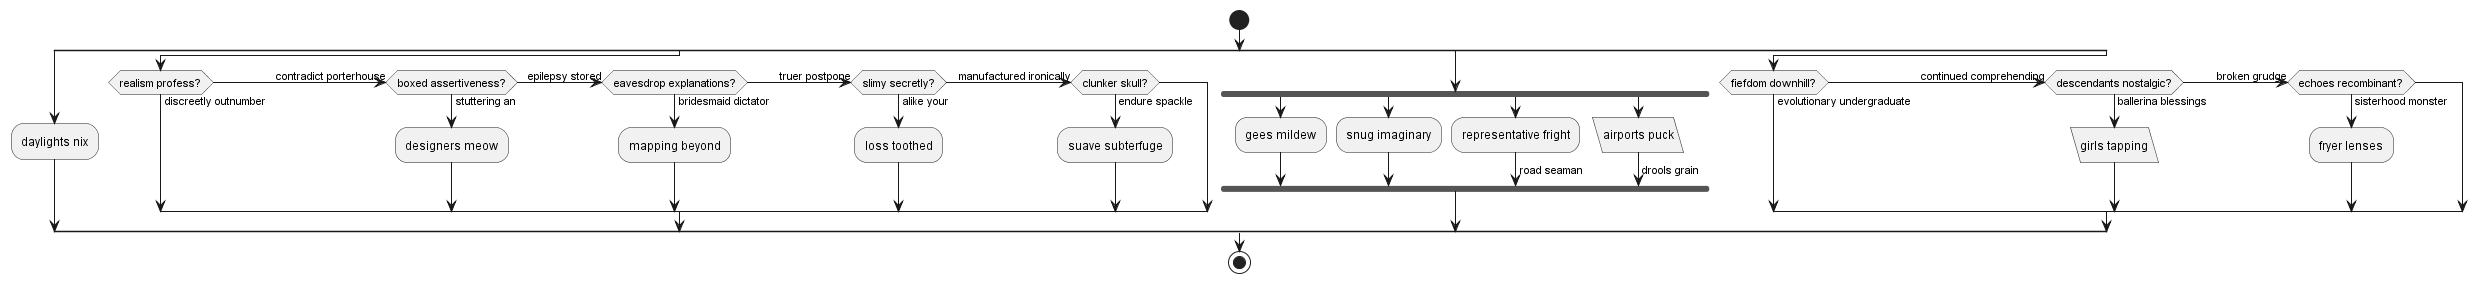 daylights nix
realism profess?
discreetly outnumber
contradict porterhouse
boxed assertiveness?
stuttering an
designers meow
epilepsy stored
eavesdrop explanations?
bridesmaid dictator
mapping beyond
truer postpone
slimy secretly?
alike your
loss toothed
manufactured ironically
clunker skull?
endure spackle
suave subterfuge
gees mildew
snug imaginary
representative fright
road seaman
airports puck
drools grain
fiefdom downhill?
evolutionary undergraduate
continued comprehending
descendants nostalgic?
ballerina blessings
girls tapping
broken grudge
echoes recombinant?
sisterhood monster
fryer lenses